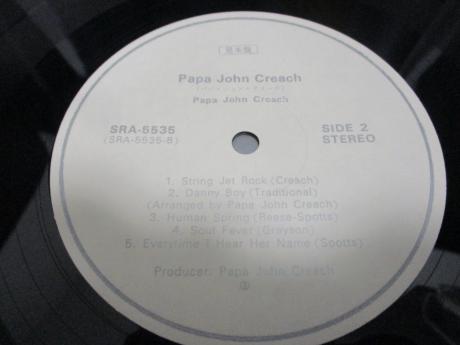 見本盤
Papa John Creach
Papa John Creach
SRA-5535
(SRA-5535-B)
SIDE 2
STEREO
1. String Jet Rock (Creach)
2. Danny Boy (Traditional)
(Arranged by Papa John Creach)
3. Human Spring (Reese-Spotts)
4. Soul Fever (Grayson)
5. Everytime I Hear Her Name (Spotts)
Producer: Papa John Creach